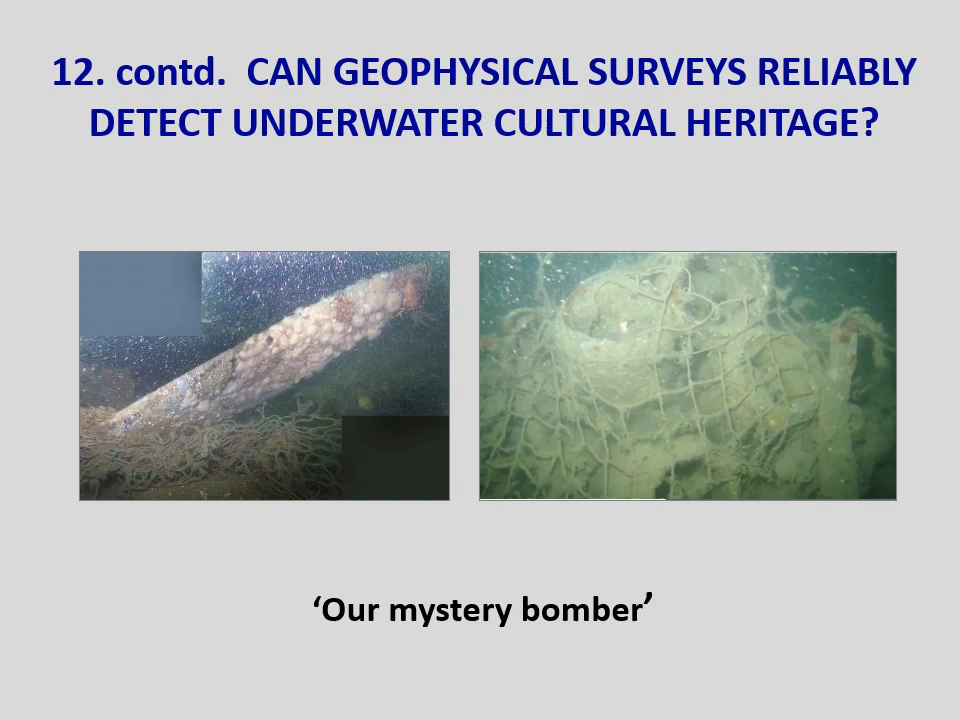 12. contd.  CAN GEOPHYSICAL SURVEYS RELIABLY
DETECT UNDERWATER CULTURAL HERITAGE?
‘Our mystery bomber’